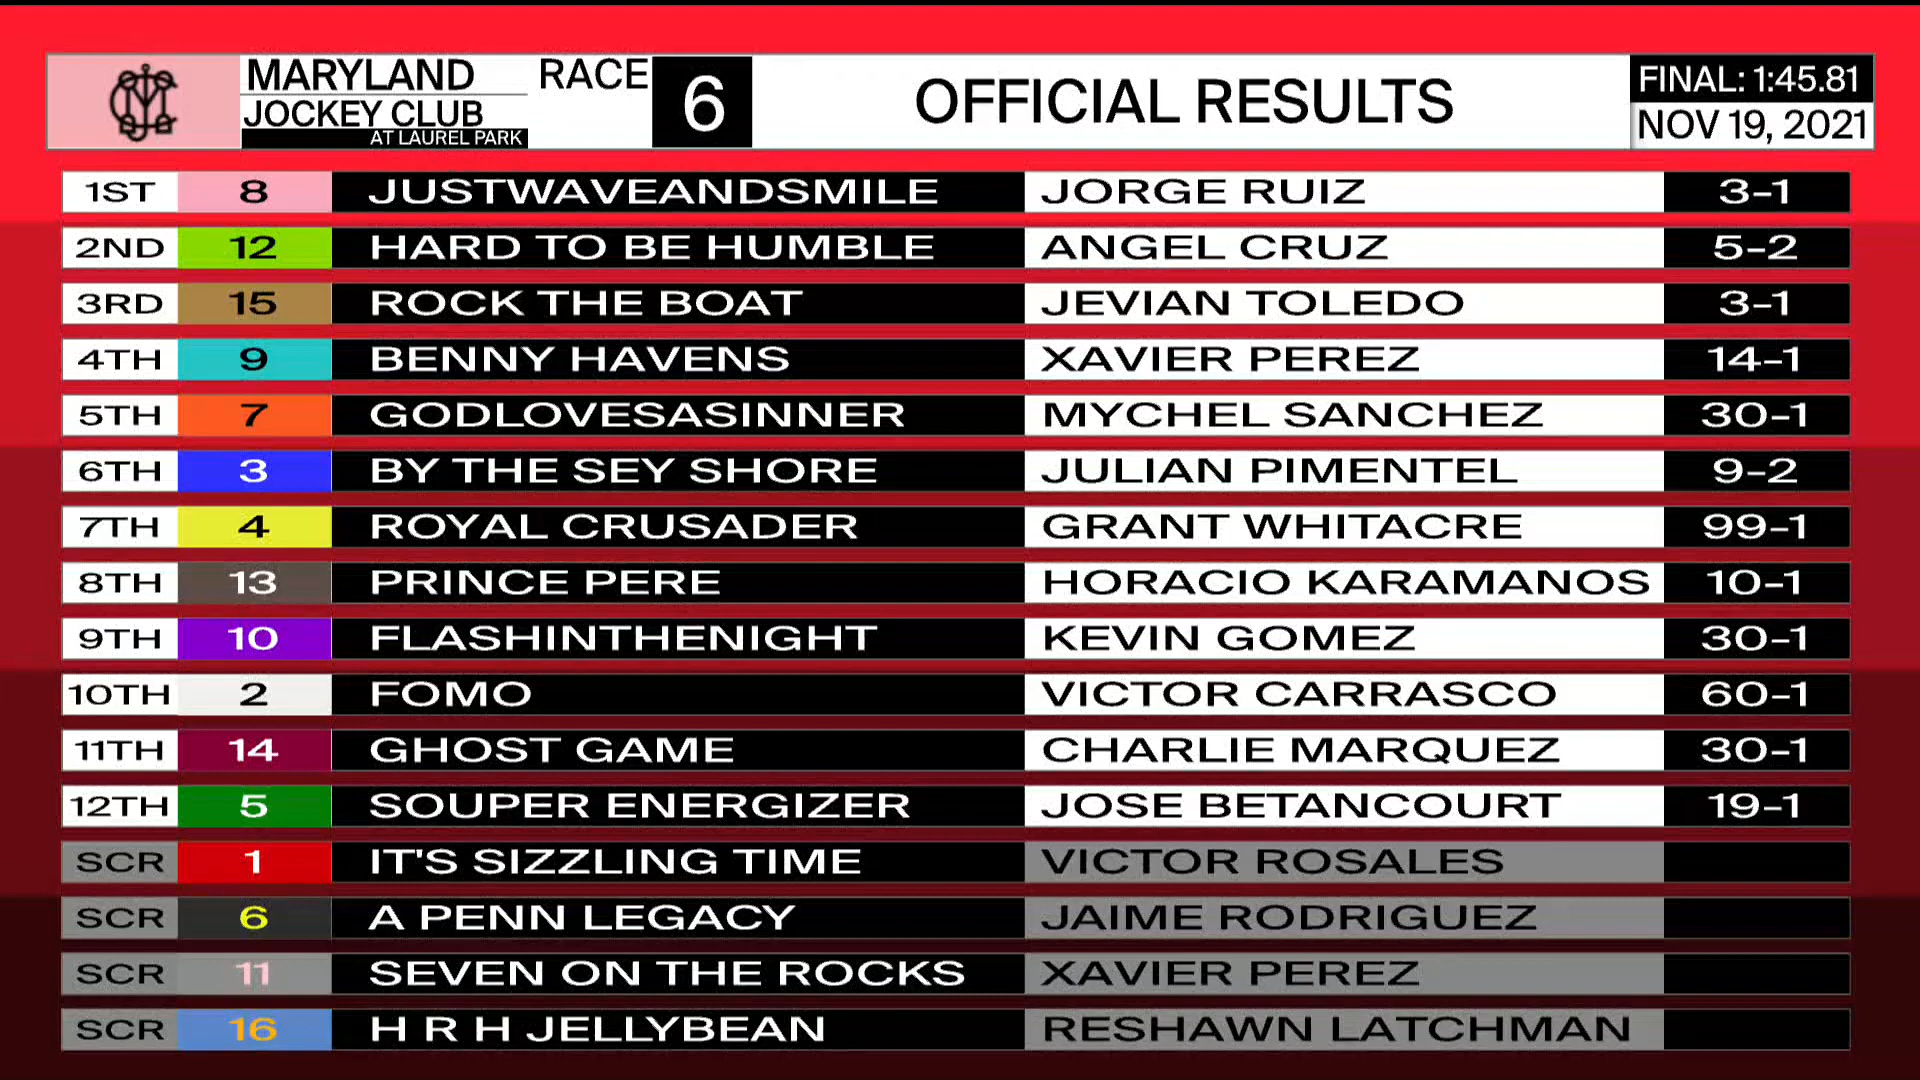 MARYLAND
JOCKEY CLUB
AT LAUREL PARK
RACE 6
OFFICIAL RESULTS
FINAL: 1:45.81
NOV 19, 2021
1ST 8 JUSTWAVEANDSMILE JORGE RUIZ 3-1
2ND 12 HARD TO BE HUMBLE ANGEL CRUZ 5-2
3RD 15 ROCK THE BOAT JEVIAN TOLEDO 3-1
4TH 9 BENNY HAVENS XAVIER PEREZ 14-1
5TH 7 GODLOVESASINNER MYCHEL SANCHEZ 30-1
6TH 3 BY THE SEY SHORE JULIAN PIMENTEL 9-2
7TH 4 ROYAL CRUSADER GRANT WHITACRE 99-1
8TH 13 PRINCE PERE HORACIO KARAMANOS 10-1
9TH 10 FLASHINTHENIGHT KEVIN GOMEZ 30-1
10TH 2 FOMO VICTOR CARRASCO 60-1
11TH 14 GHOST GAME CHARLIE MARQUEZ 30-1
12TH 5 SOUPER ENERGIZER JOSE BETANCOURT 19-1
SCR 1 IT'S SIZZLING TIME VICTOR ROSALES
SCR 6 A PENN LEGACY JAIME RODRIGUEZ
SCR 11 SEVEN ON THE ROCKS XAVIER PEREZ
SCR 16 H R H JELLYBEAN RESHAWN LATCHMAN